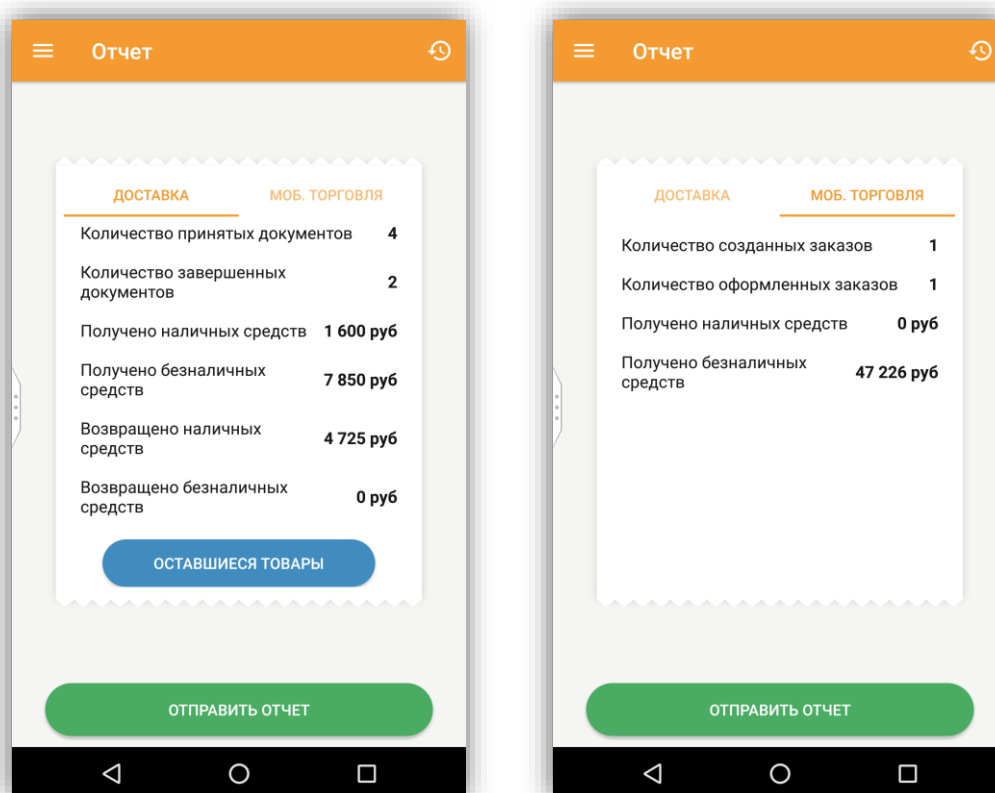 Отчет
ДОСТАВКА МОБ. ТОРГОВЛЯ
Количество принятых документов 4
Количество завершенных
документов 2
Получено наличных средств 1 600 руб
Получено безналичных
средств 7 850 руб
Возвращено наличных
средств 4 725 руб
Возвращено безналичных
средств 0 руб
ОСТАВШИЕСЯ ТОВАРЫ
ОТПРАВИТЬ ОТЧЕТ
Отчет
ДОСТАВКА МОБ. ТОРГОВЛЯ
Количество созданных заказов 1
Количество оформленных заказов 1
Получено наличных средств 0 руб
Получено безналичных
средств 47 226 руб
ОТПРАВИТЬ ОТЧЕТ